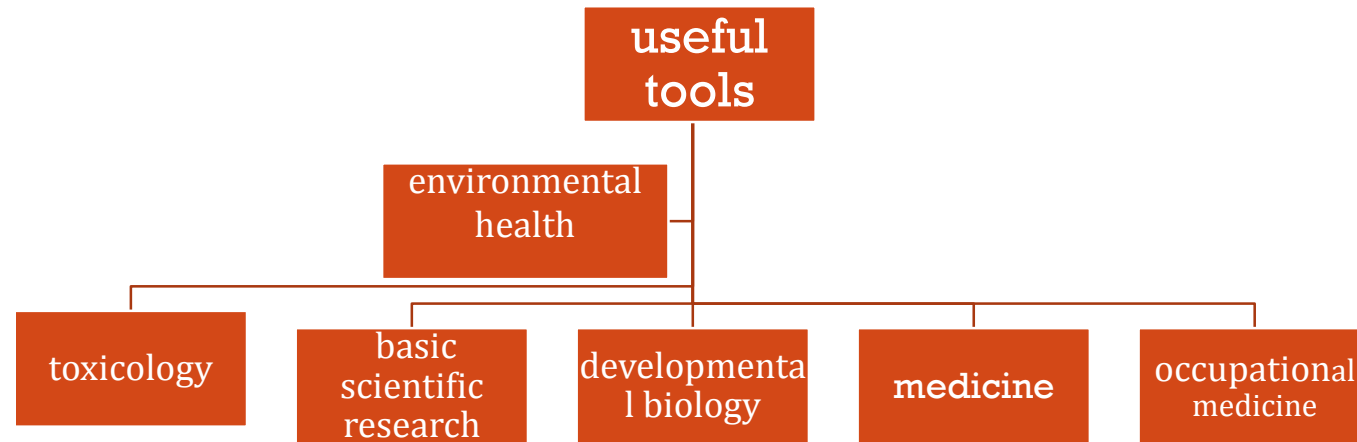 useful
tools
environmental
health
toxicology
basic
scientific
research
developmenta
l biology
medicine
occupational
medicine